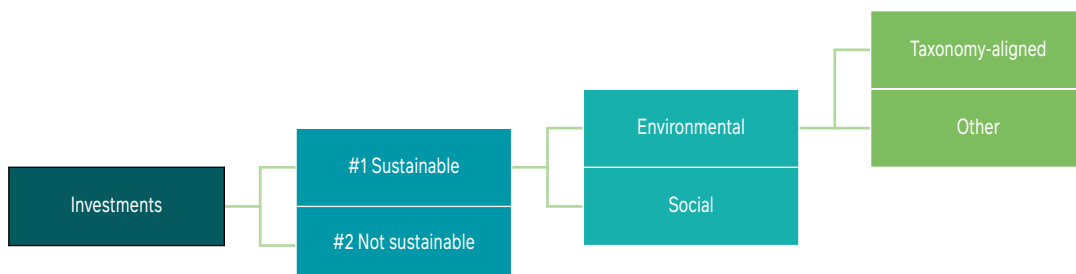 Taxonomy-aligned
Environmental
Other
#1 Sustainable
Investments
Social
#2 Not sustainable